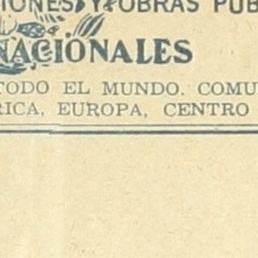 IONES Y OBRAS PUB
NACIONALES
TODO EL MUNDO. COMU
RICA, EUROPA, CENTRO